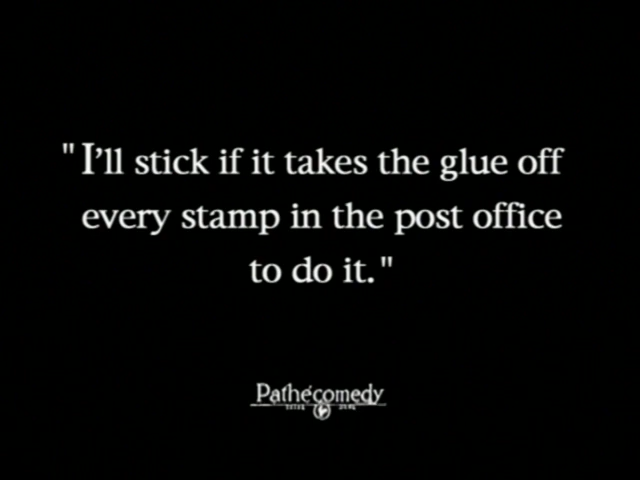 "I'll stick if it takes the glue off
every stamp in the post office
to do it."
Pathécomedy